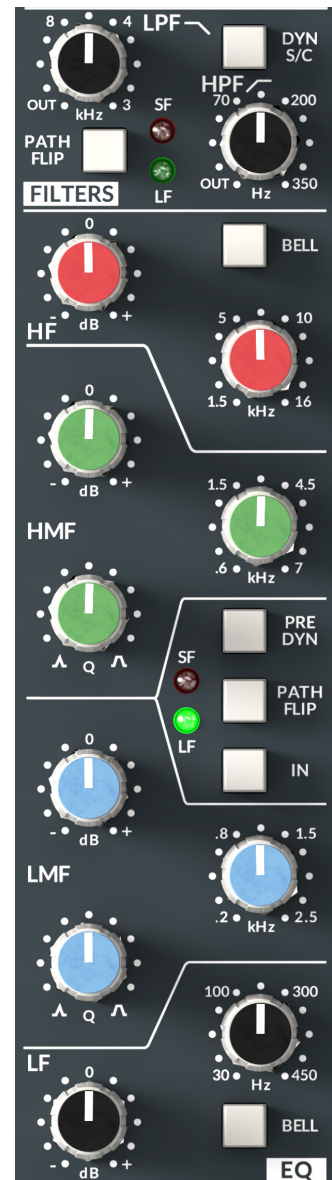 LPF
DYN
S/C
8 4
OUT kHz 3
HPF
70 200
OUT Hz 350
PATH
FLIP
SF
LF
FILTERS
0
- dB +
BELL
HF
5 10
1.5 kHz 16
0
- dB +
HMF
1.5 4.5
.6 kHz 7
Q
PRE
DYN
SF
PATH
FLIP
LF
IN
0
- dB +
LMF
.8 1.5
.2 kHz 2.5
Q
100 300
30 Hz 450
LF
0
- dB +
BELL
EQ